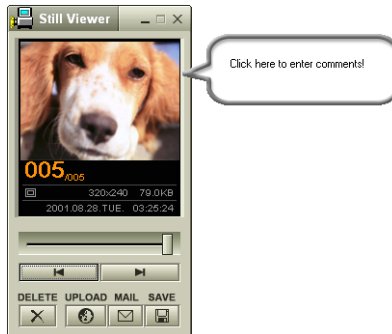 Still Viewer
Click here to enter comments!
005/005
320x240 79.0KB
2001.08.28.TUE. 03:25:24
DELETE UPLOAD MAIL SAVE